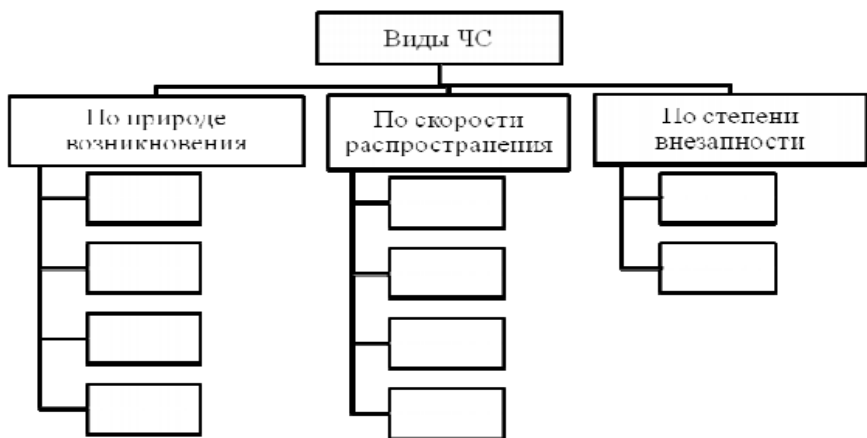 Виды ЧС
По природе
возникновения
По скорости
распространения
По степени
внезапности